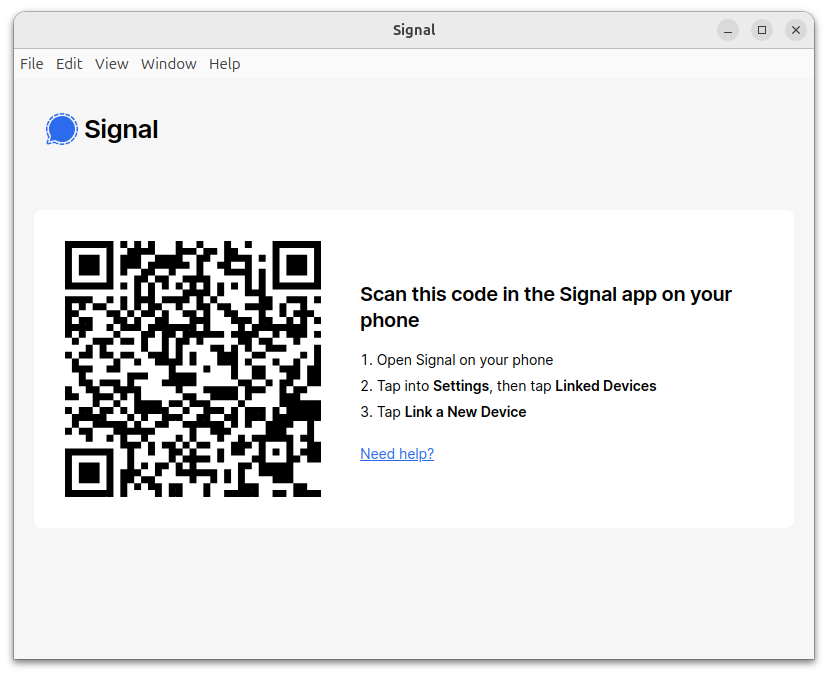 Signal
File Edit View Window Help
Signal
Scan this code in the Signal app on your
phone
1. Open Signal on your phone
2. Tap into Settings, then tap Linked Devices
3. Tap Link a New Device
Need help?